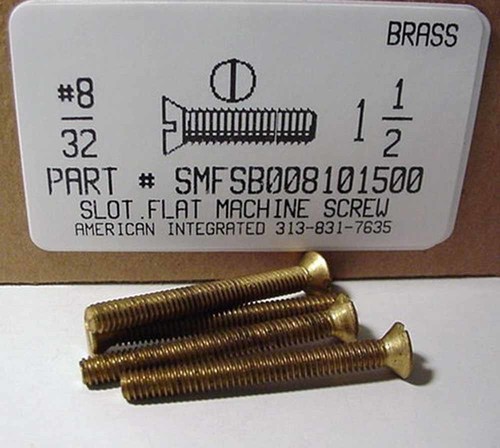 BRASS
#8
32
1 1
2
PART # SMFSB008101500
SLOT.FLAT MACHINE SCREW
AMERICAN INTEGRATED 313-831-7635